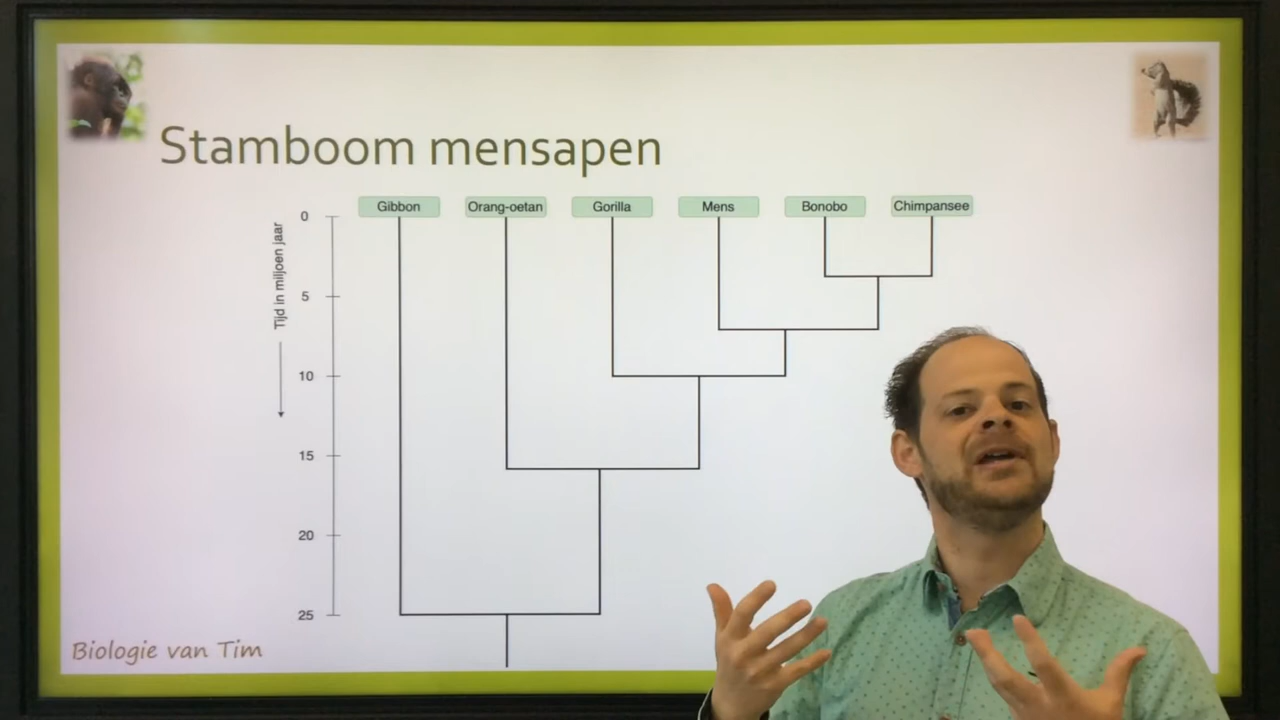 Stamboom mensapen
Gibbon Orang-oetan Gorilla Mens Bonobo Chimpansee
Tijd in miljoen jaar
0
5
10
15
20
25
Biologie van Tim